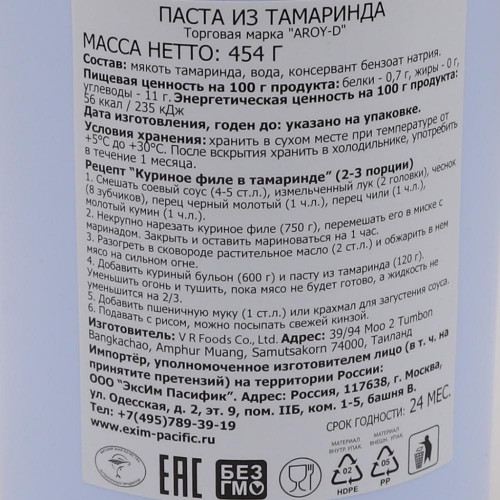 ПАСТА ИЗ ТАМАРИНДА
Торговая марка "AROY-D"
МАССА НЕТТО: 454 Г
Состав: мякоть тамаринда, вода, консервант бензоат натрия.
Пищевая ценность на 100 г продукта: белки - 0,7 г, жиры - 0 г,
углеводы - 11 г. Энергетическая ценность на 100 г продукта:
56 ккал / 235 кДж
Дата изготовления, годен до: указано на упаковке.
Условия хранения: хранить в сухом месте при температуре от
+5°С до +30°С. После вскрытия хранить в холодильнике, употребить
в течение 1 месяца.
Рецепт "Куриное филе в тамаринде" (2-3 порции)
1. Смешать соевый соус (4-5 ст.л.), измельченный лук (2 головки), чеснок
(8 зубчиков), перец черный молотый (1 ч.л.), перец чили (1 ч.л.),
молотый кумин (1 ч.л.).
2. Некрупно нарезать куриное филе (750 г), перемешать его в миске с
маринадом. Закрыть и оставить мариноваться на 1 час.
3. Разогреть в сковороде растительное масло (2 ст.л.) и обжарить в нем
мясо на сильном огне.
4. Добавить куриный бульон (600 г) и пасту из тамаринда (120 г).
Уменьшить огонь и тушить, пока мясо не будет готово, а жидкость не
уменьшится на 2/3.
5. Добавить пшеничную муку (1 ст.л.) или крахмал для загустения соуса.
6. Подавать с рисом, можно посыпать свежей кинзой.
Изготовитель: V R Foods Co., Ltd. Адрес: 39/94 Moo 2 Tumbon
Bangkachao, Amphur Muang, Samutsakorn 74000, Таиланд
Импортёр, уполномоченное изготовителем лицо (в т. ч. на
принятите претензий) на территории России:
ООО "ЭксИм Пасифик". Адрес: Россия, 117638, г. Москва,
ул. Одесская, д. 2, эт. 9, пом. IIБ, ком. 1-5, башня В.
Тел.: +7(495)789-39-19
www.exim-pacific.ru
СРОК ГОДНОСТИ: 24 МЕС.
МАТЕРИАЛ
ВНУТР УПАК.
МАТЕРИАЛ
ВНЕШН. УПАК.
EAC
БЕЗ
ГМО
02
HDPE
05
PP